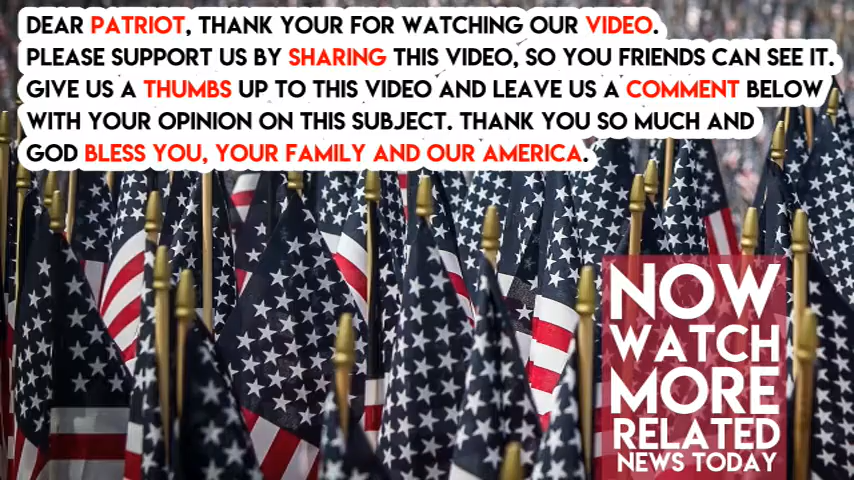 DEAR PATRIOT, THANK YOUR FOR WATCHING OUR VIDEO.
PLEASE SUPPORT US BY SHARING THIS VIDEO, SO YOU FRIENDS CAN SEE IT.
GIVE US A THUMBS UP TO THIS VIDEO AND LEAVE US A COMMENT BELOW
WITH YOUR OPINION ON THIS SUBJECT. THANK YOU SO MUCH AND
GOD BLESS YOU, YOUR FAMILY AND OUR AMERICA.
NOW
WATCH
MORE
RELATED
NEWS TODAY